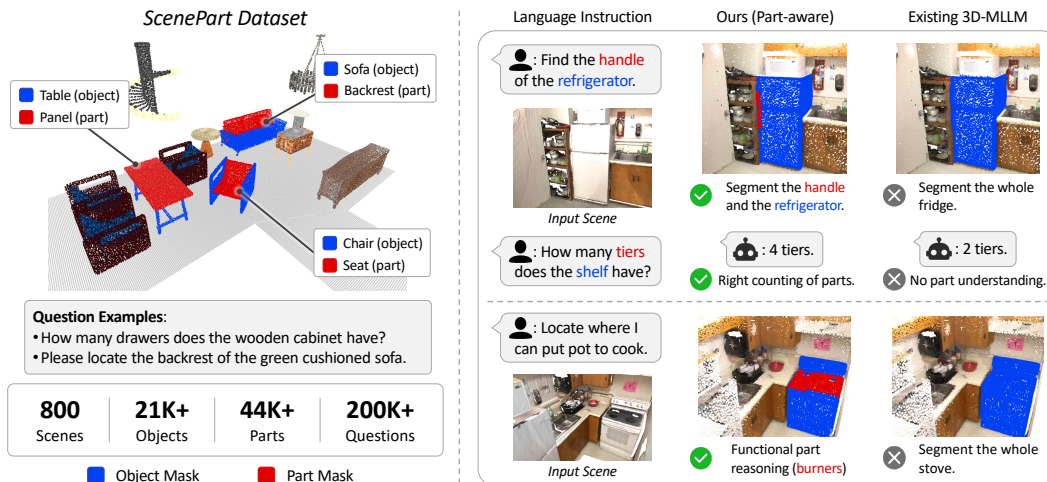 ScenePart Dataset
Table (object)
Panel (part)
Sofa (object)
Backrest (part)
Chair (object)
Seat (part)
Question Examples:
•How many drawers does the wooden cabinet have?
•Please locate the backrest of the green cushioned sofa.
800
Scenes
21K+
Objects
44K+
Parts
200K+
Questions
Object Mask
Part Mask
Language Instruction
Ours (Part-aware)
Existing 3D-MLLM
: Find the handle
of the refrigerator.
Input Scene
Segment the handle
and the refrigerator.
Segment the whole
fridge.
: How many tiers
does the shelf have?
: 4 tiers.
Right counting of parts.
: 2 tiers.
No part understanding.
: Locate where I
can put pot to cook.
Input Scene
Functional part
reasoning (burners)
Segment the whole
stove.